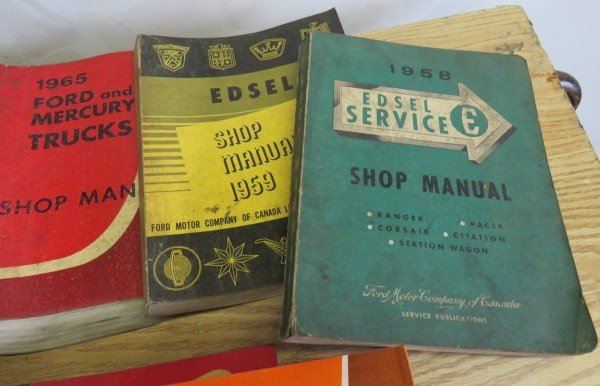 1965
FORD and
MERCURY
TRUCKS
SHOP MAN
EDSEL
SHOP
MANUAL
1959
FORD MOTOR COMPANY OF CANADA L
1958
EDSEL
SERVICE E
SHOP MANUAL
• RANGER • PACER
• CORSAIR • CITATION
• STATION WAGON
Ford Motor Company of Canada
LIMITED
SERVICE PUBLICATIONS